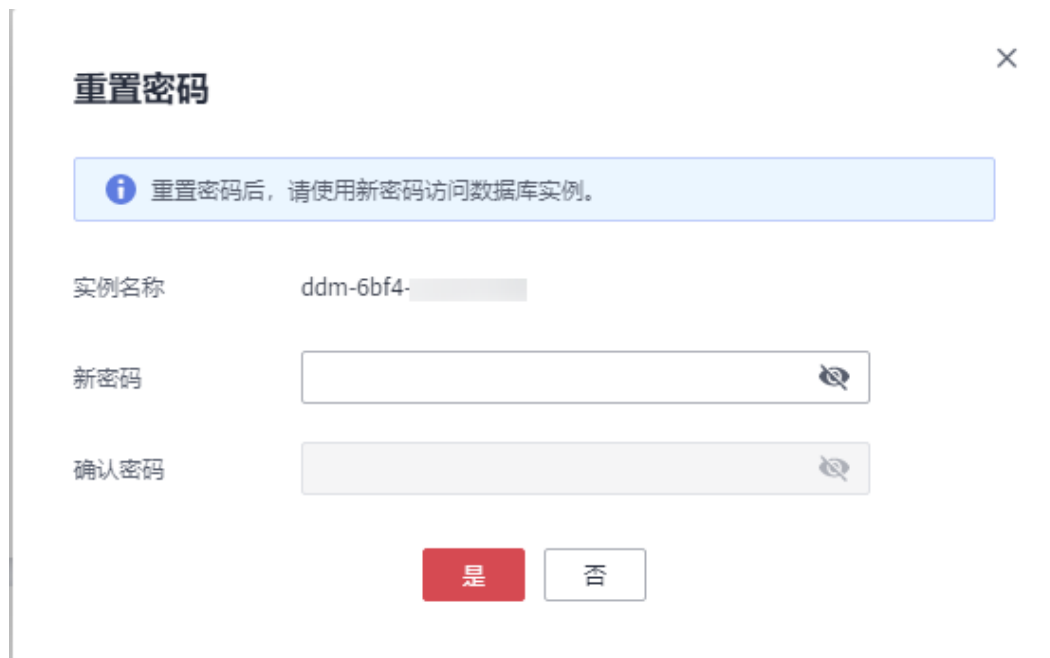 重置密码
重置密码后，请使用新密码访问数据库实例。
实例名称 ddm-6bf4-
新密码
确认密码
是 否